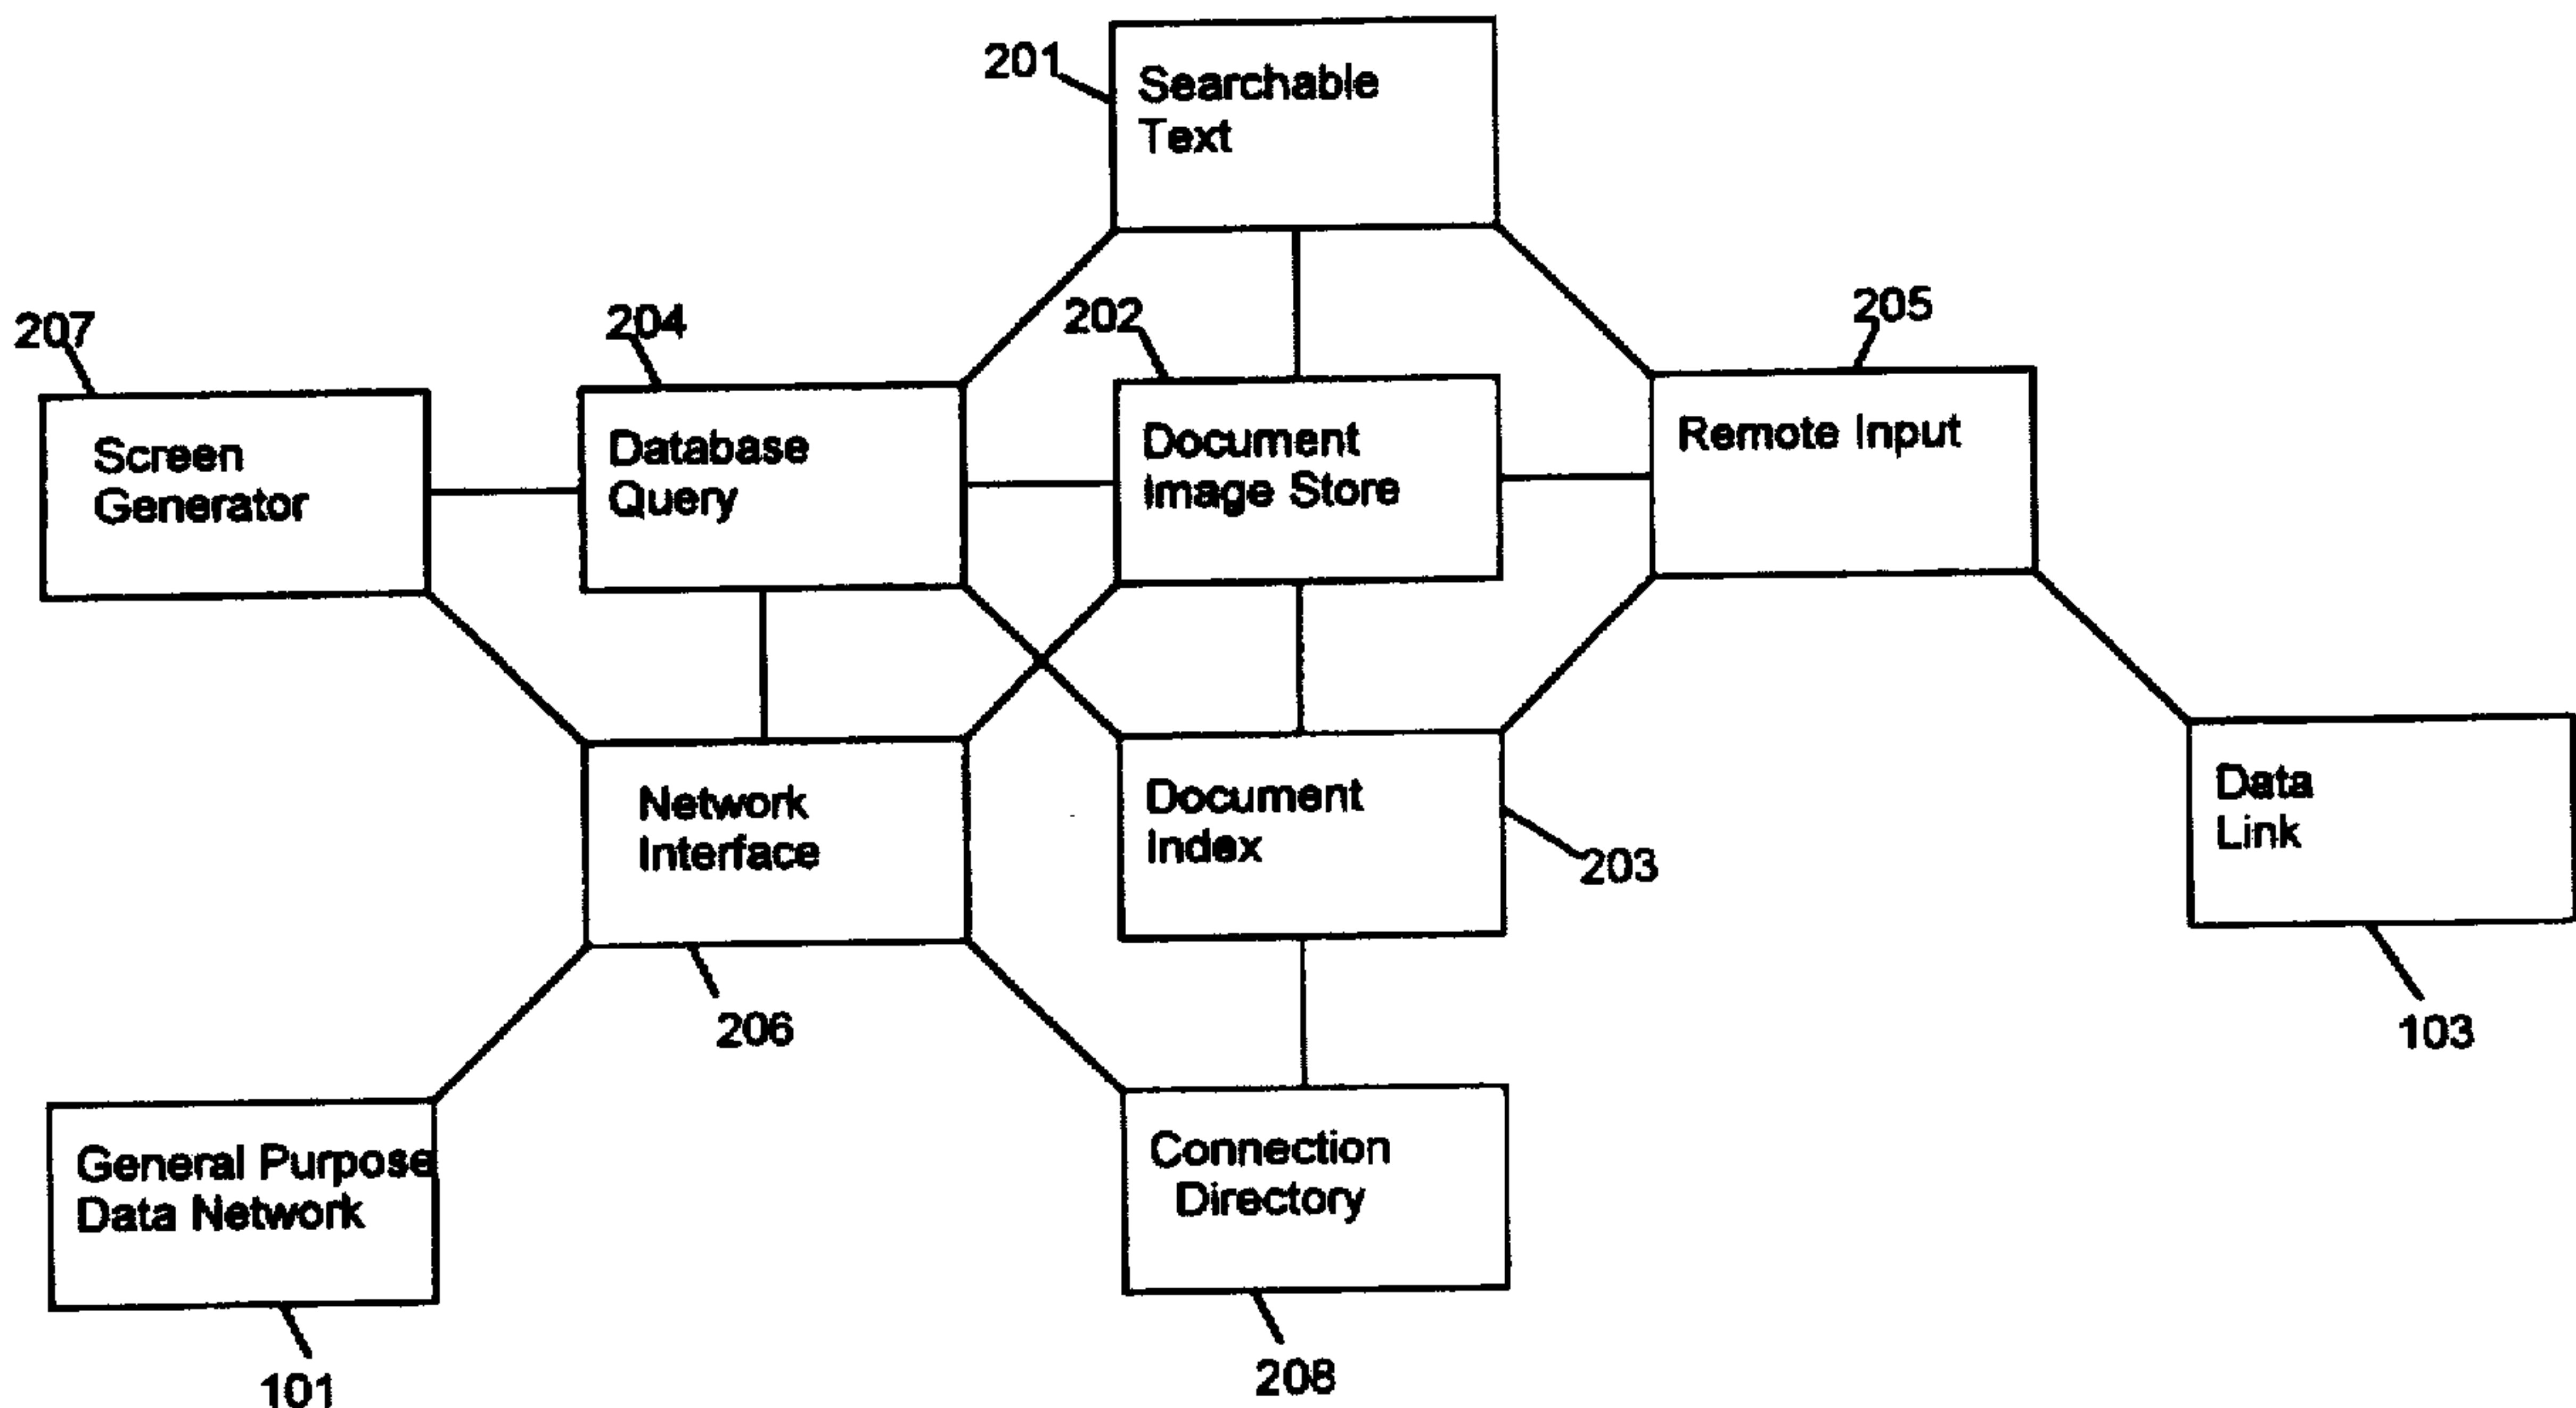 201
Searchable
Text
207
204
202
205
Screen
Generator
Database
Query
Document
Image Store
Remote Input
Network
Interface
Document
Index
203
Data
Link
206
103
General Purpose
Data Network
Connection
Directory
101
208